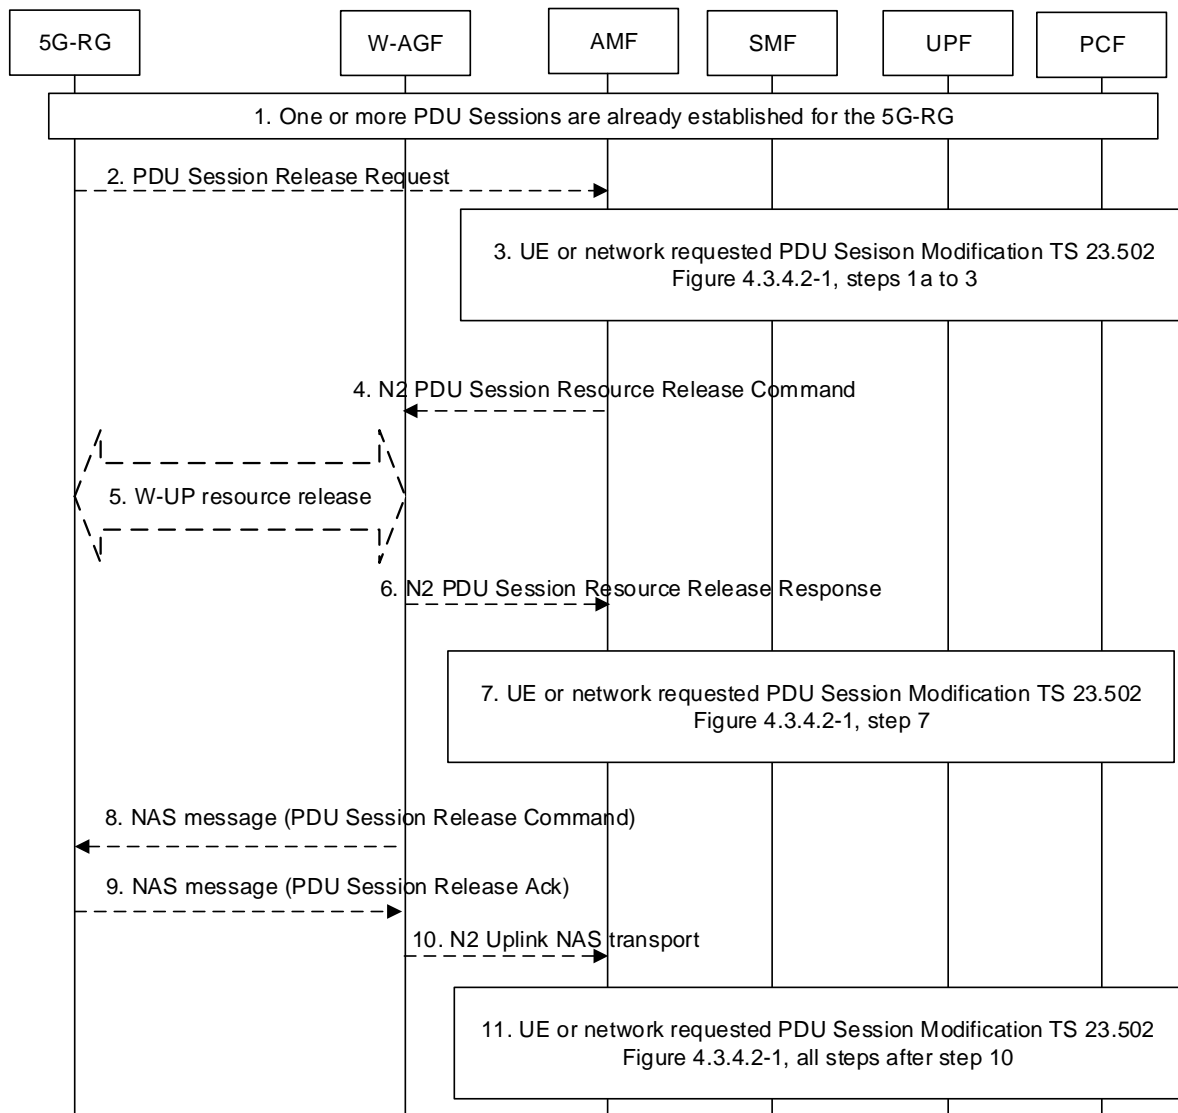 5G-RG
W-AGF
AMF
SMF
UPF
PCF
1. One or more PDU Sessions are already established for the 5G-RG
2. PDU Session Release Request
3. UE or network requested PDU Sesison Modification TS 23.502
Figure 4.3.4.2-1, steps 1a to 3
4. N2 PDU Session Resource Release Command
5. W-UP resource release
6. N2 PDU Session Resource Release Response
7. UE or network requested PDU Session Modification TS 23.502
Figure 4.3.4.2-1, step 7
8. NAS message (PDU Session Release Command)
9. NAS message (PDU Session Release Ack)
10. N2 Uplink NAS transport
11. UE or network requested PDU Session Modification TS 23.502
Figure 4.3.4.2-1, all steps after step 10